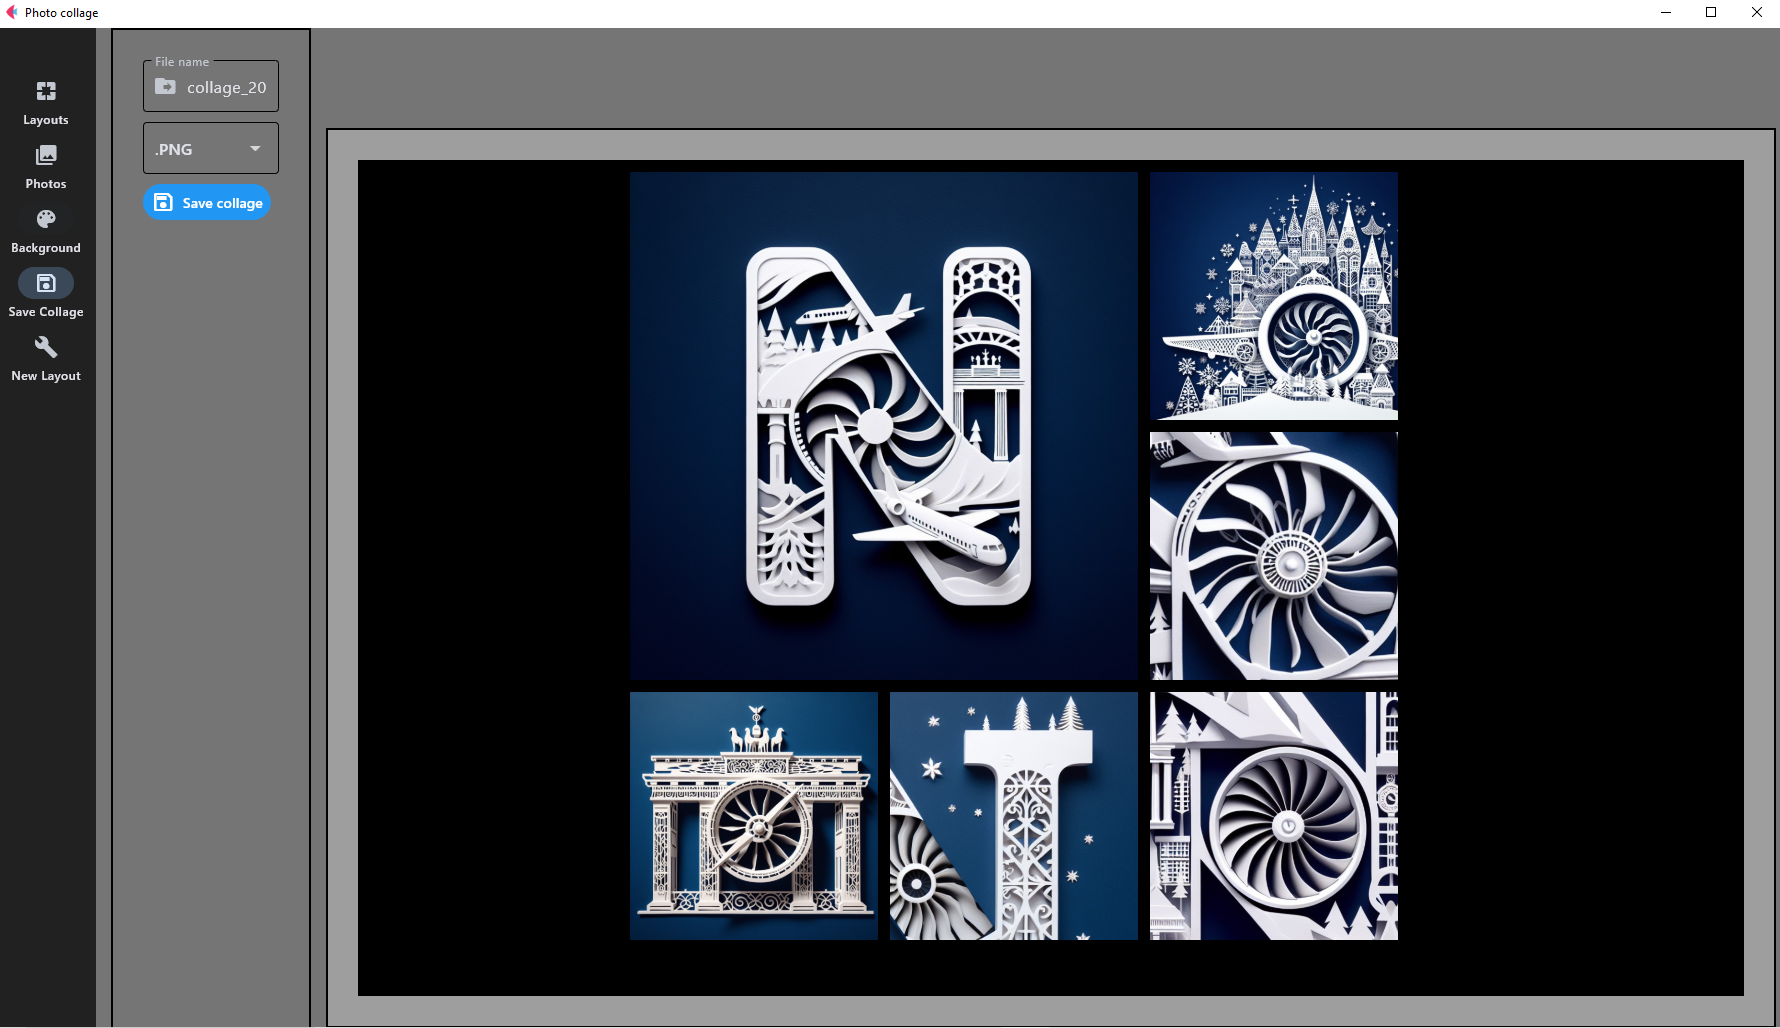 Photo collage
Layouts
Photos
Background
Save Collage
New Layout
File name
collage_20
.PNG
Save collage
N
T